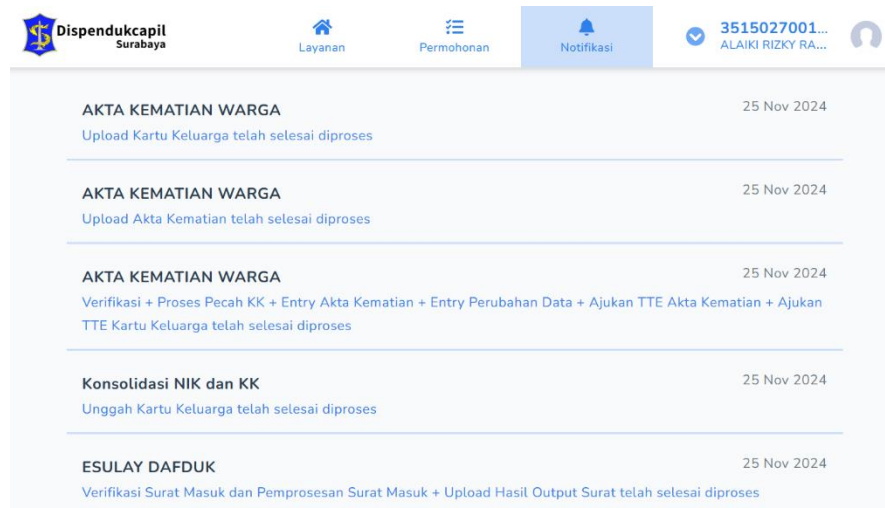 Dispendukcapil
Surabaya
Layanan
Permohonan
Notifikasi
3515027001...
ALAIKI RIZKY RA...
AKTA KEMATIAN WARGA
25 Nov 2024
Upload Kartu Keluarga telah selesai diproses
AKTA KEMATIAN WARGA
25 Nov 2024
Upload Akta Kematian telah selesai diproses
AKTA KEMATIAN WARGA
25 Nov 2024
Verifikasi + Proses Pecah KK + Entry Akta Kematian + Entry Perubahan Data + Ajukan TTE Akta Kematian + Ajukan
TTE Kartu Keluarga telah selesai diproses
Konsolidasi NIK dan KK
25 Nov 2024
Unggah Kartu Keluarga telah selesai diproses
ESULAY DAFDUK
25 Nov 2024
Verifikasi Surat Masuk dan Pemprosesan Surat Masuk + Upload Hasil Output Surat telah selesai diproses